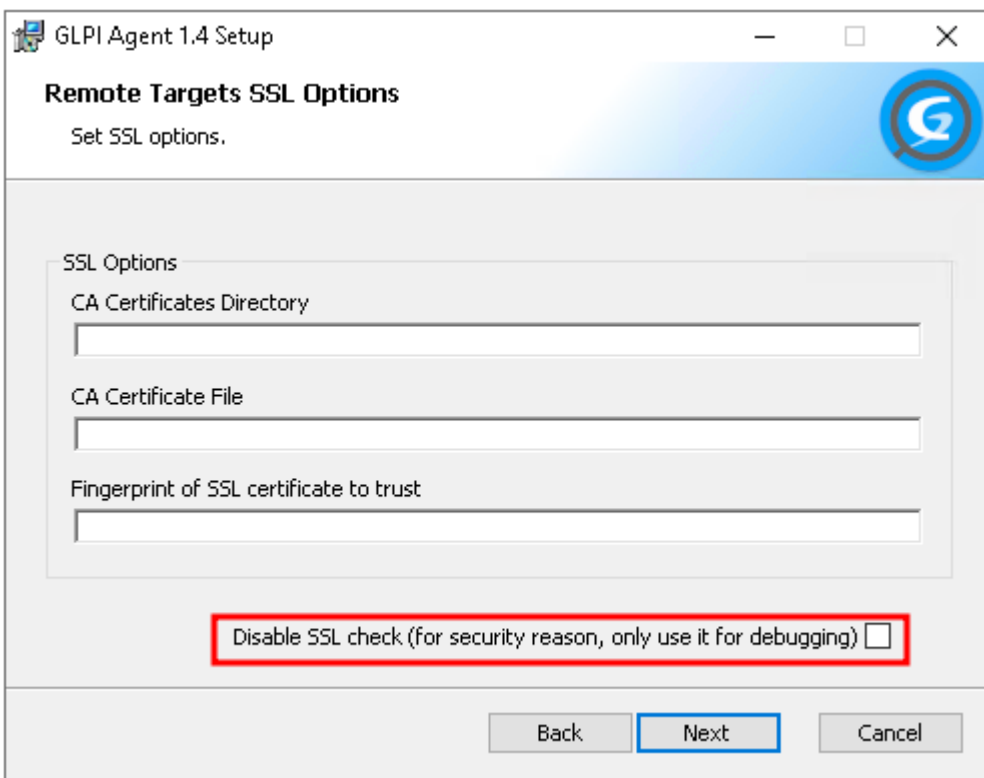 GLPI Agent 1.4 Setup
Remote Targets SSL Options
Set SSL options.
SSL Options
CA Certificates Directory
CA Certificate File
Fingerprint of SSL certificate to trust
Disable SSL check (for security reason, only use it for debugging)
Back Next Cancel